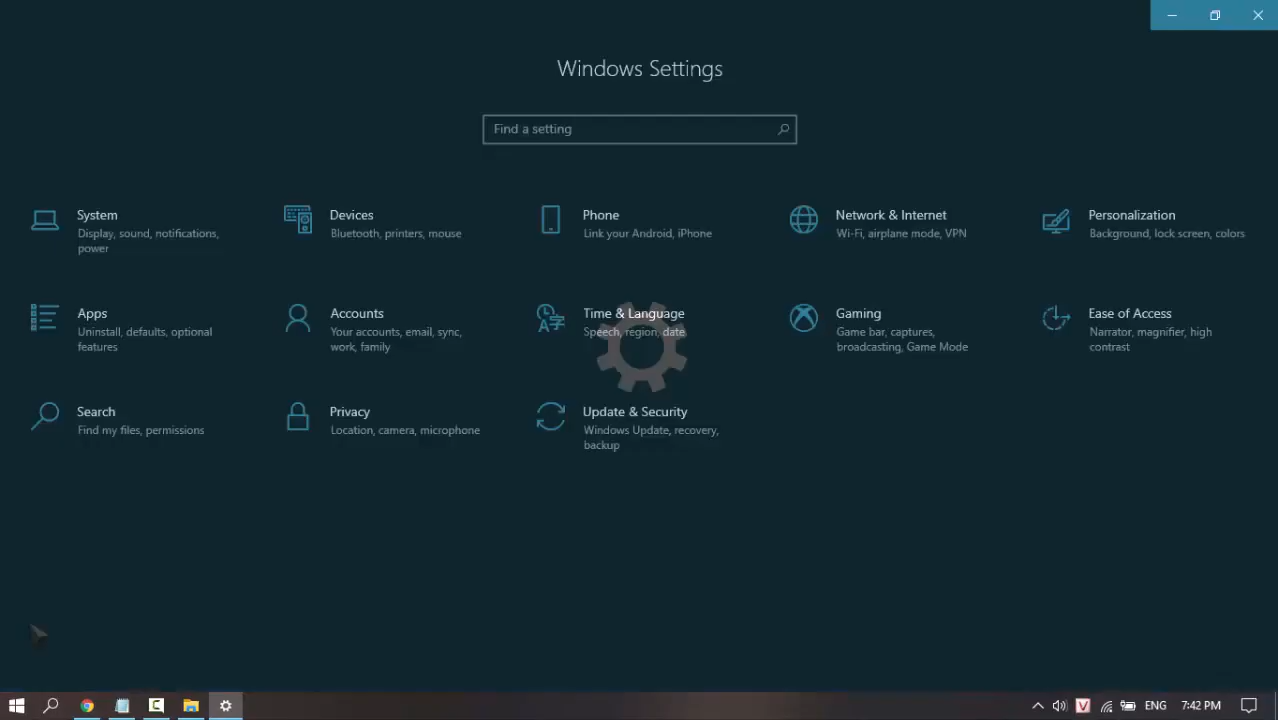 Windows Settings
Find a setting
System
Display, sound, notifications,
power
Devices
Bluetooth, printers, mouse
Phone
Link your Android, iPhone
Network & Internet
Wi-Fi, airplane mode, VPN
Personalization
Background, lock screen, colors
Apps
Uninstall, defaults, optional
features
Accounts
Your accounts, email, sync,
work, family
Time & Language
Speech, region, date
Gaming
Game bar, captures,
broadcasting, Game Mode
Ease of Access
Narrator, magnifier, high
contrast
Search
Find my files, permissions
Privacy
Location, camera, microphone
Update & Security
Windows Update, recovery,
backup
V
ENG
7:42 PM